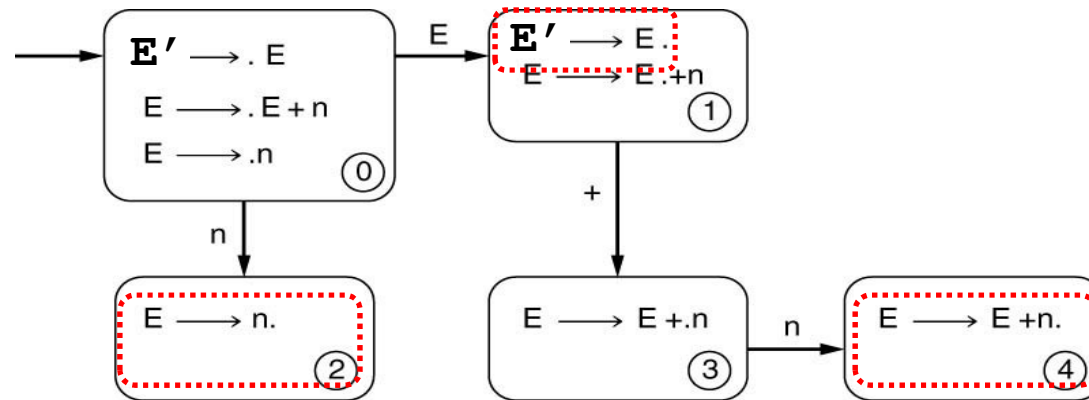 E′ ⟶ . E
E ⟶ . E + n
E ⟶ .n
0
E
E′ ⟶ E .
E ⟶ E .+n
1
n
+
E ⟶ n.
2
E ⟶ E +.n
3
n
E ⟶ E +n.
4